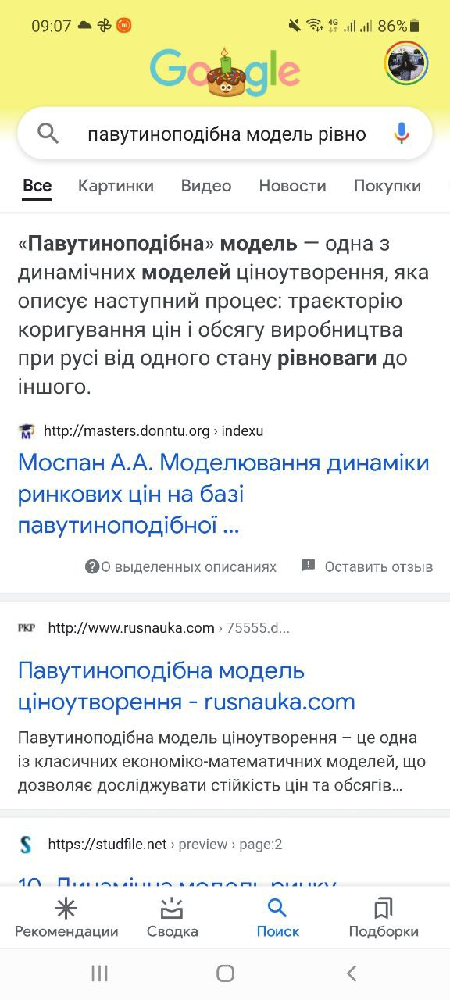 09:07
4G
86%
Google
павутиноподібна модель рівно
Все Картинки Видео Новости Покупки
«Павутиноподібна» модель — одна з
динамічних моделей ціноутворення, яка
описує наступний процес: траєкторію
коригування цін і обсягу виробництва
при русі від одного стану рівноваги до
іншого.
M http://masters.donntu.org › indexu
Моспан А.А. Моделювання динаміки
ринкових цін на базі
павутиноподібної ...
О выделенных описаниях Оставить отзыв
РКР http://www.rusnauka.com › 75555.d...
Павутиноподібна модель
ціноутворення - rusnauka.com
Павутиноподібна модель ціноутворення – це одна
із класичних економіко-математичних моделей, що
дозволяє досліджувати стійкість цін та обсягів...
S https://studfile.net › preview › page:2
10. Динамічна модель ринку
Рекомендации Сводка Поиск Подборки